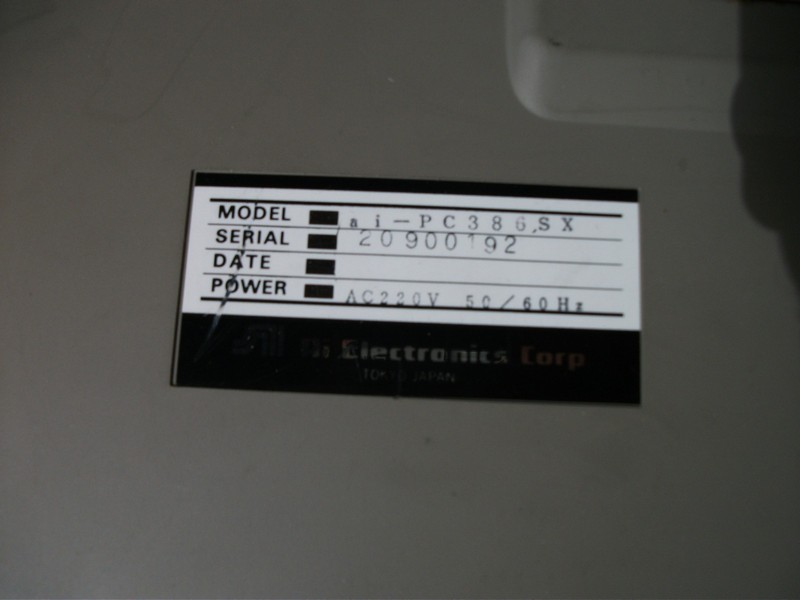 MODEL ai-PC386SX
SERIAL 20900192
DATE
POWER AC220V 50/60Hz
Ai Electronics Corp
TOKYO JAPAN